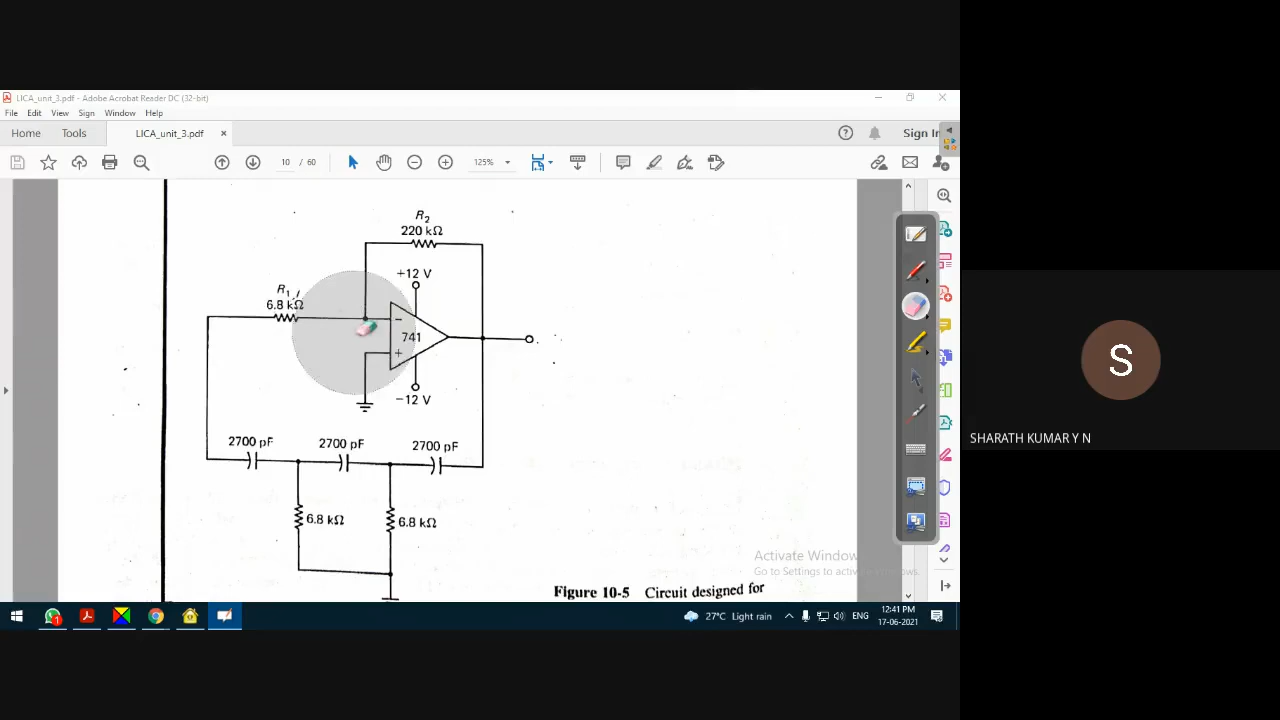 LICA_unit_3.pdf - Adobe Acrobat Reader DC (32-bit)
File Edit View Sign Window Help
Home Tools LICA_unit_3.pdf × Sign In
10 / 60 125%
R2
220 kΩ
+12 V
R1
6.8 kΩ
−
741
+
−12 V
2700 pF 2700 pF 2700 pF
6.8 kΩ 6.8 kΩ
Activate Window
Go to Settings to activate Windows.
Figure 10-5 Circuit designed for
S
SHARATH KUMAR Y N
1 27°C Light rain ENG 12:41 PM
17-06-2021